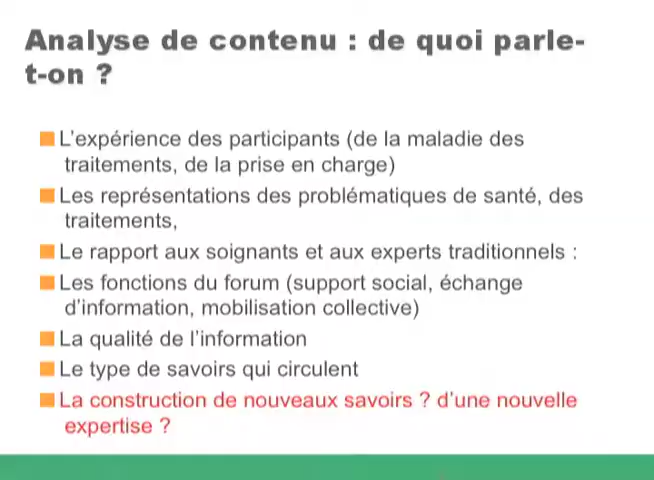 Analyse de contenu : de quoi parle-
t-on ?
L'expérience des participants (de la maladie des
traitements, de la prise en charge)
Les représentations des problématiques de santé, des
traitements,
Le rapport aux soignants et aux experts traditionnels :
Les fonctions du forum (support social, échange
d'information, mobilisation collective)
La qualité de l'information
Le type de savoirs qui circulent
La construction de nouveaux savoirs ? d'une nouvelle
expertise ?